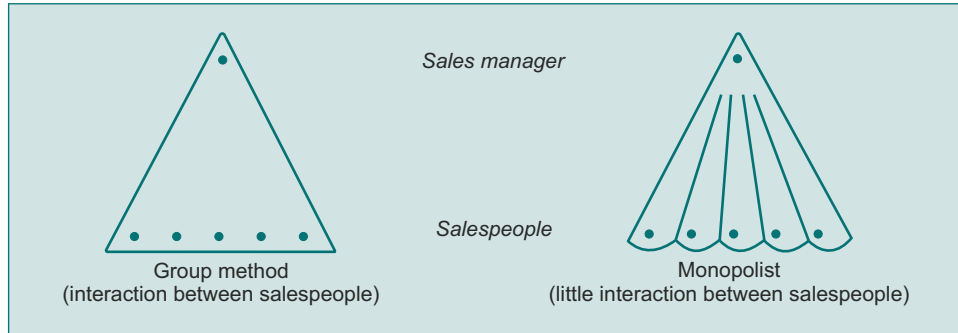 Sales manager
Salespeople
Group method
(interaction between salespeople)
Monopolist
(little interaction between salespeople)